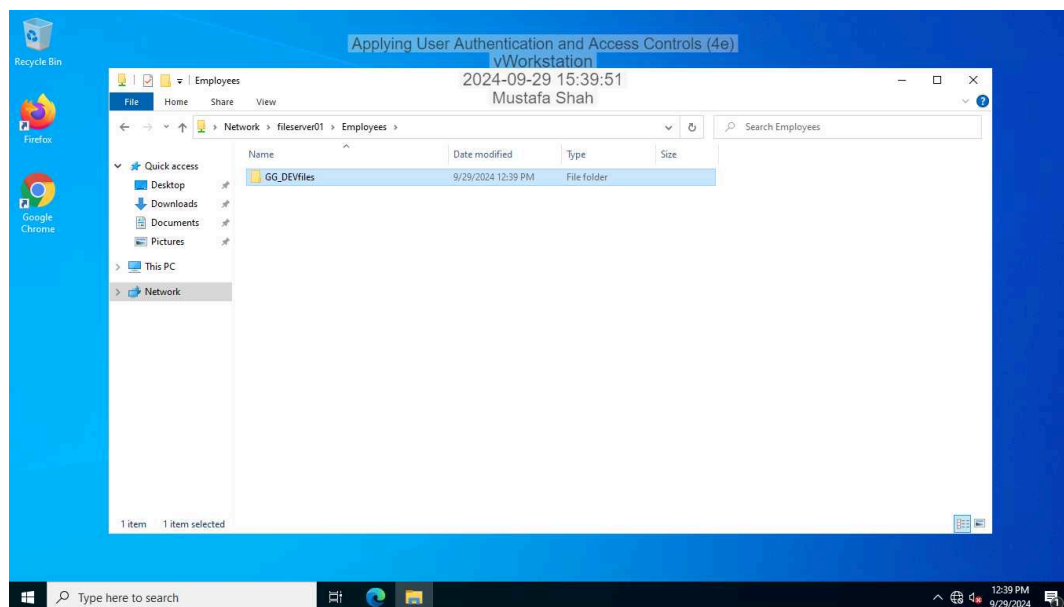 Recycle Bin
Applying User Authentication and Access Controls (4e)
vWorkstation
2024-09-29 15:39:51
Mustafa Shah
Employees
File Home Share View
Network > fileserver01 > Employees >
Search Employees
Firefox
Google
Chrome
Quick access
Desktop
Downloads
Documents
Pictures
This PC
Network
Name Date modified Type Size
GG_DEVfiles 9/29/2024 12:39 PM File folder
1 item 1 item selected
Type here to search
12:39 PM
9/29/2024